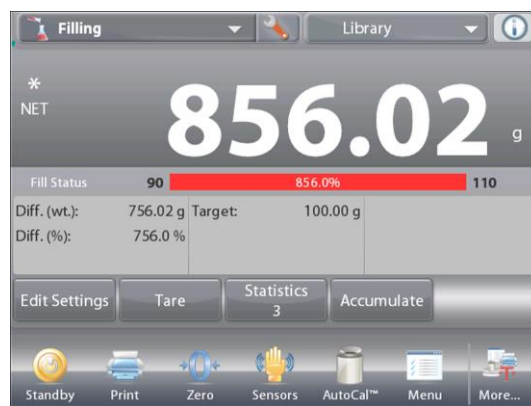 Filling
Library
*
NET
856.02 g
Fill Status 90 856.0% 110
Diff. (wt.): 756.02 g Target: 100.00 g
Diff. (%): 756.0 %
Edit Settings Tare Statistics 3 Accumulate
Standby Print Zero Sensors AutoCal™ Menu More...